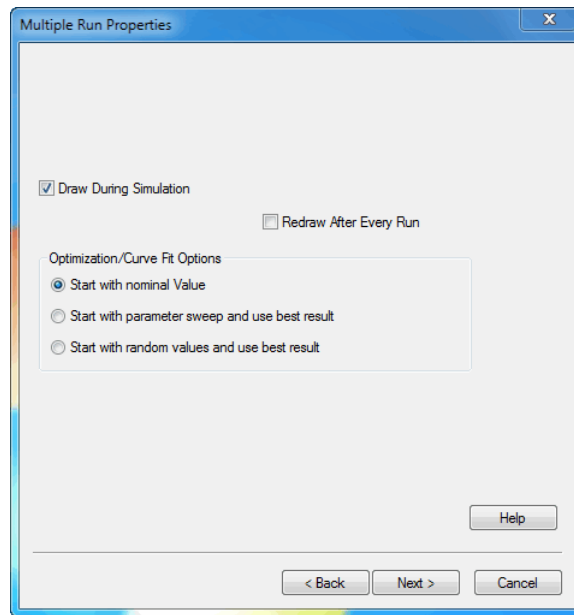 Multiple Run Properties
Draw During Simulation
Redraw After Every Run
Optimization/Curve Fit Options
Start with nominal Value
Start with parameter sweep and use best result
Start with random values and use best result
Help
< Back Next > Cancel